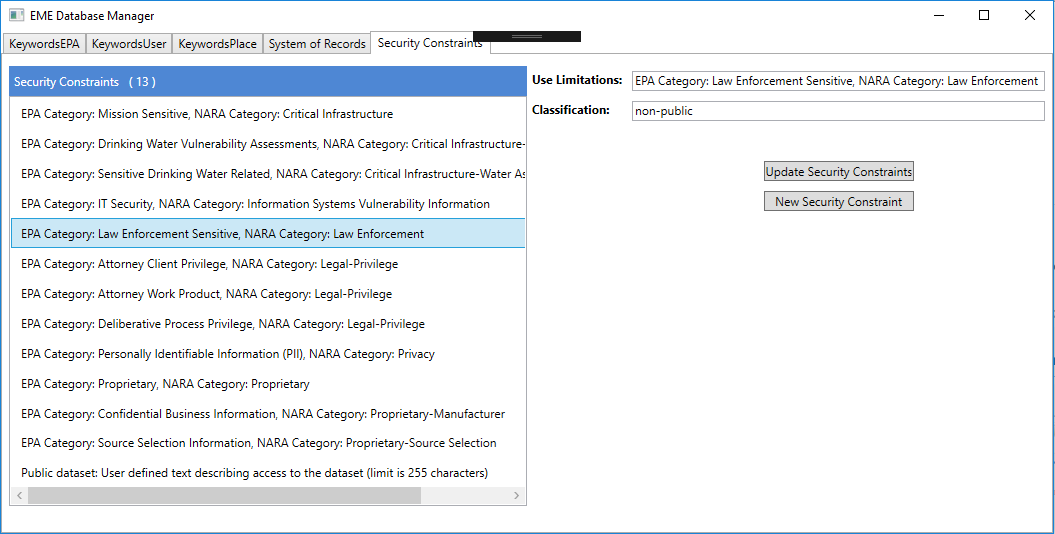 EME Database Manager
KeywordsEPA KeywordsUser KeywordsPlace System of Records Security Constraints
Security Constraints ( 13 )
EPA Category: Mission Sensitive, NARA Category: Critical Infrastructure
EPA Category: Drinking Water Vulnerability Assessments, NARA Category: Critical Infrastructure-
EPA Category: Sensitive Drinking Water Related, NARA Category: Critical Infrastructure-Water As
EPA Category: IT Security, NARA Category: Information Systems Vulnerability Information
EPA Category: Law Enforcement Sensitive, NARA Category: Law Enforcement
EPA Category: Attorney Client Privilege, NARA Category: Legal-Privilege
EPA Category: Attorney Work Product, NARA Category: Legal-Privilege
EPA Category: Deliberative Process Privilege, NARA Category: Legal-Privilege
EPA Category: Personally Identifiable Information (PII), NARA Category: Privacy
EPA Category: Proprietary, NARA Category: Proprietary
EPA Category: Confidential Business Information, NARA Category: Proprietary-Manufacturer
EPA Category: Source Selection Information, NARA Category: Proprietary-Source Selection
Public dataset: User defined text describing access to the dataset (limit is 255 characters)
Use Limitations: EPA Category: Law Enforcement Sensitive, NARA Category: Law Enforcement
Classification: non-public
Update Security Constraints
New Security Constraint